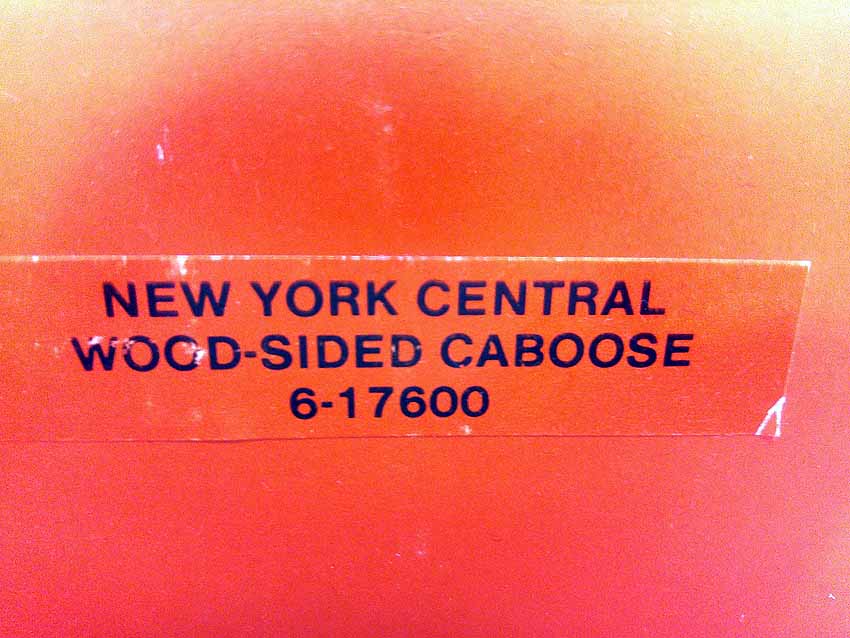 NEW YORK CENTRAL
WOOD-SIDED CABOOSE
6-17600